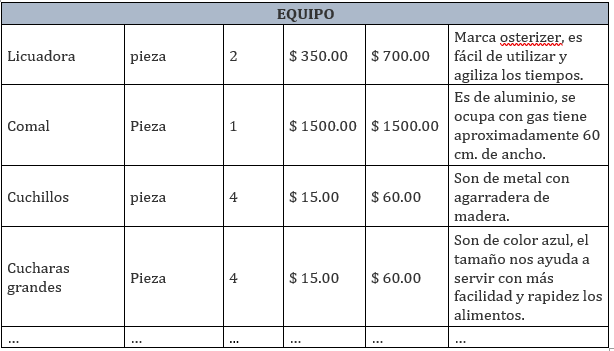 EQUIPO
Licuadora pieza 2 $ 350.00 $ 700.00 Marca osterizer, es
fácil de utilizar y
agiliza los tiempos.
Comal Pieza 1 $ 1500.00 $ 1500.00 Es de aluminio, se
ocupa con gas tiene
aproximadamente 60
cm. de ancho.
Cuchillos pieza 4 $ 15.00 $ 60.00 Son de metal con
agarradera de
madera.
Cucharas
grandes Pieza 4 $ 15.00 $ 60.00 Son de color azul, el
tamaño nos ayuda a
servir con más
facilidad y rapidez los
alimentos.
... ... ... ... ... ...